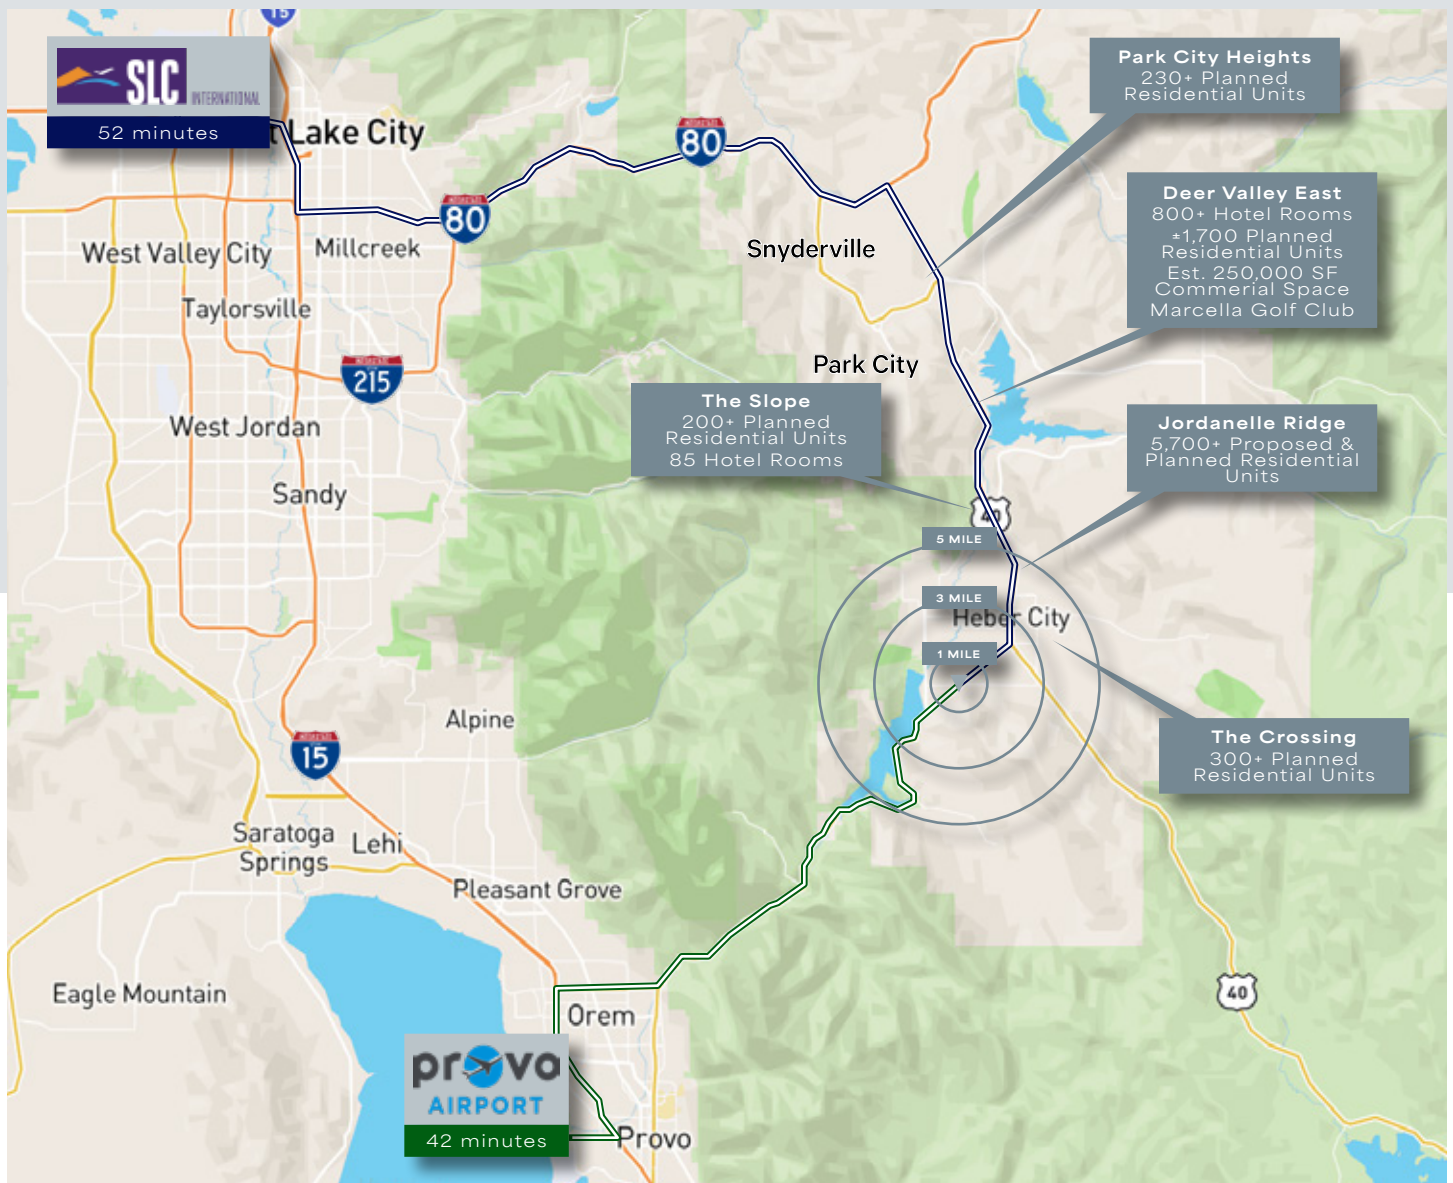 15
SLC
INTERNATIONAL
52 minutes
Lake City
80
80
Park City Heights
230+ Planned
Residential Units
Deer Valley East
800+ Hotel Rooms
±1,700 Planned
Residential Units
Est. 250,000 SF
Commerial Space
Marcella Golf Club
West Valley City
Millcreek
Snyderville
Taylorsville
215
Park City
The Slope
200+ Planned
Residential Units
85 Hotel Rooms
Jordanelle Ridge
5,700+ Proposed &
Planned Residential
Units
West Jordan
Sandy
40
5 MILE
3 MILE
Heber City
1 MILE
Alpine
15
The Crossing
300+ Planned
Residential Units
Saratoga
Springs
Lehi
Pleasant Grove
Eagle Mountain
40
Orem
provo
AIRPORT
42 minutes
Provo